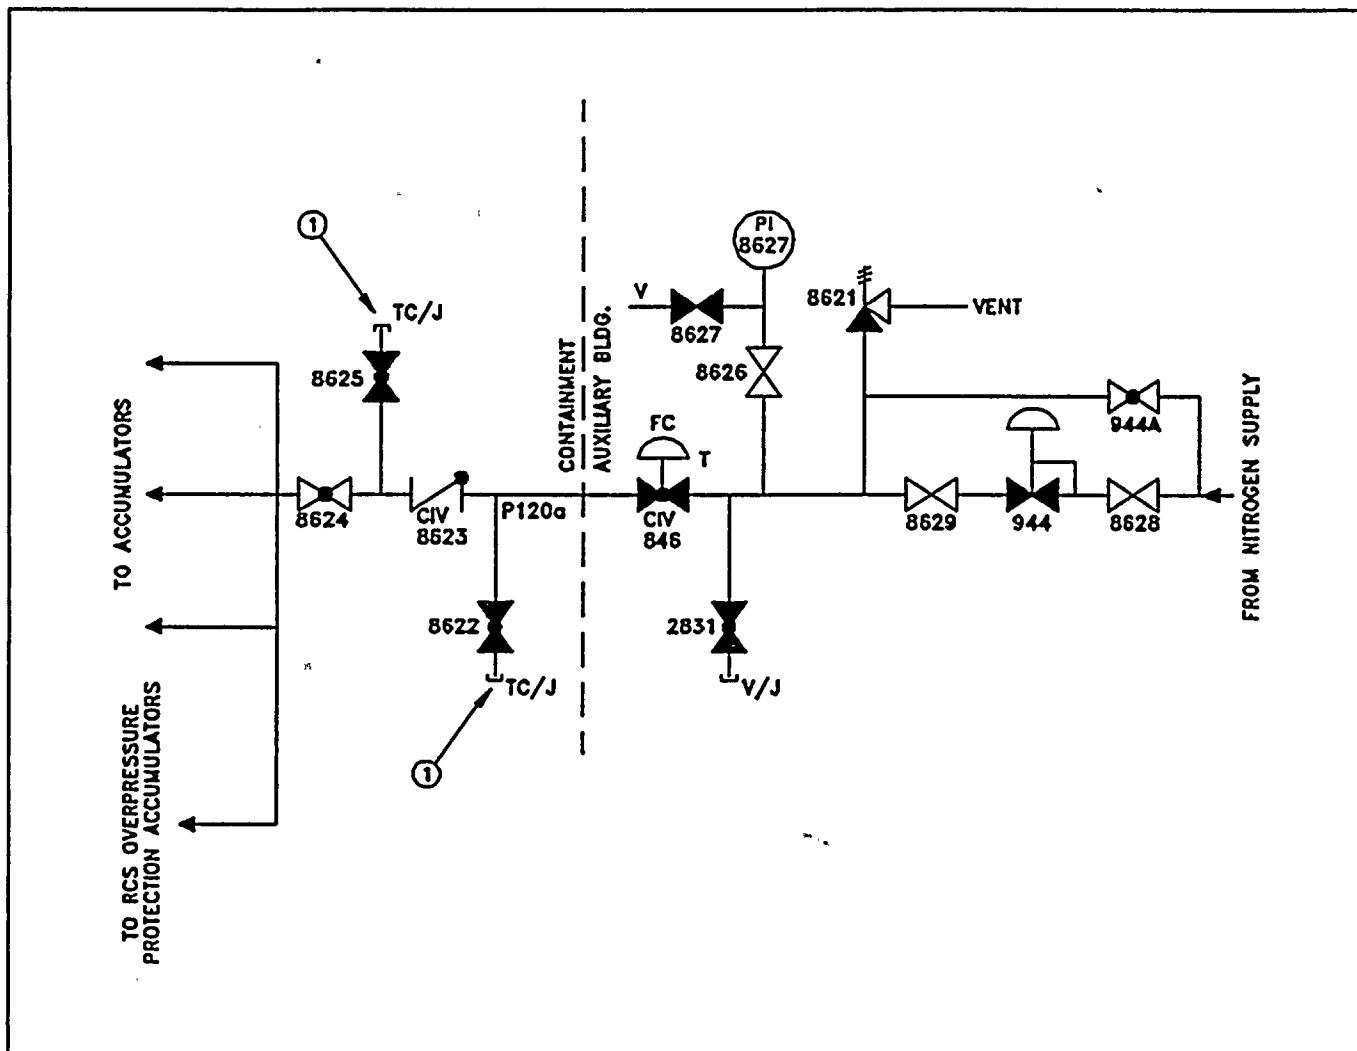 1
TC/J
8625
TO ACCUMULATORS
8624
CIV
8623
P120a
8622
TC/J
1
TO RCS OVERPRESSURE
PROTECTION ACCUMULATORS
CONTAINMENT
AUXILIARY BLDG.
PI
8627
V
8627
8626
FC
T
CIV
846
2831
V/J
8621
VENT
944A
8629
944
8628
FROM NITROGEN SUPPLY